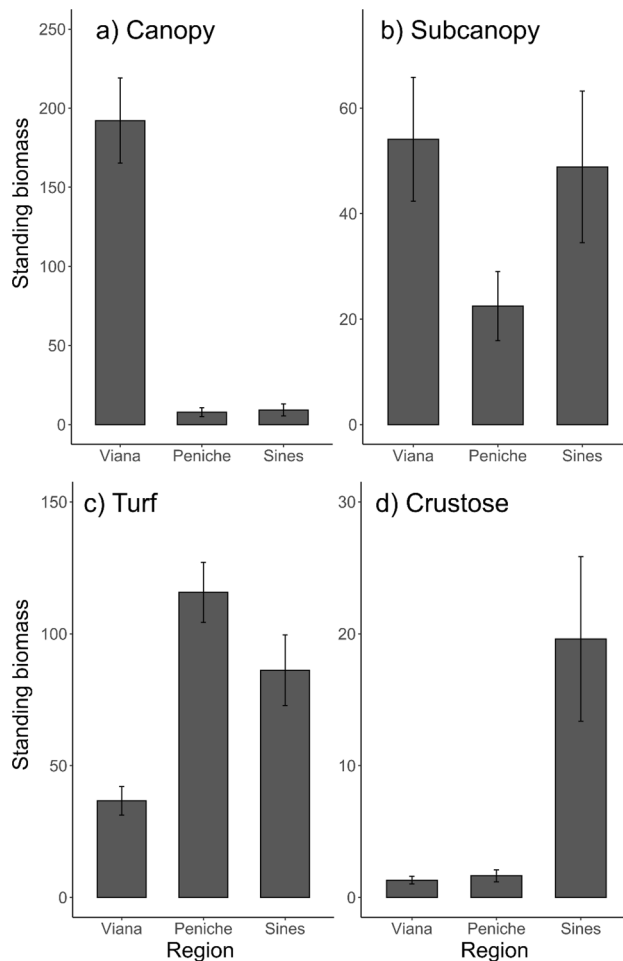 a) Canopy
b) Subcanopy
Standing biomass
250
200
150
100
50
0
60
40
20
0
Viana Peniche Sines
Viana Peniche Sines
c) Turf
d) Crustose
Standing biomass
150
100
50
0
30
20
10
0
Viana Peniche Sines
Viana Peniche Sines
Region
Region